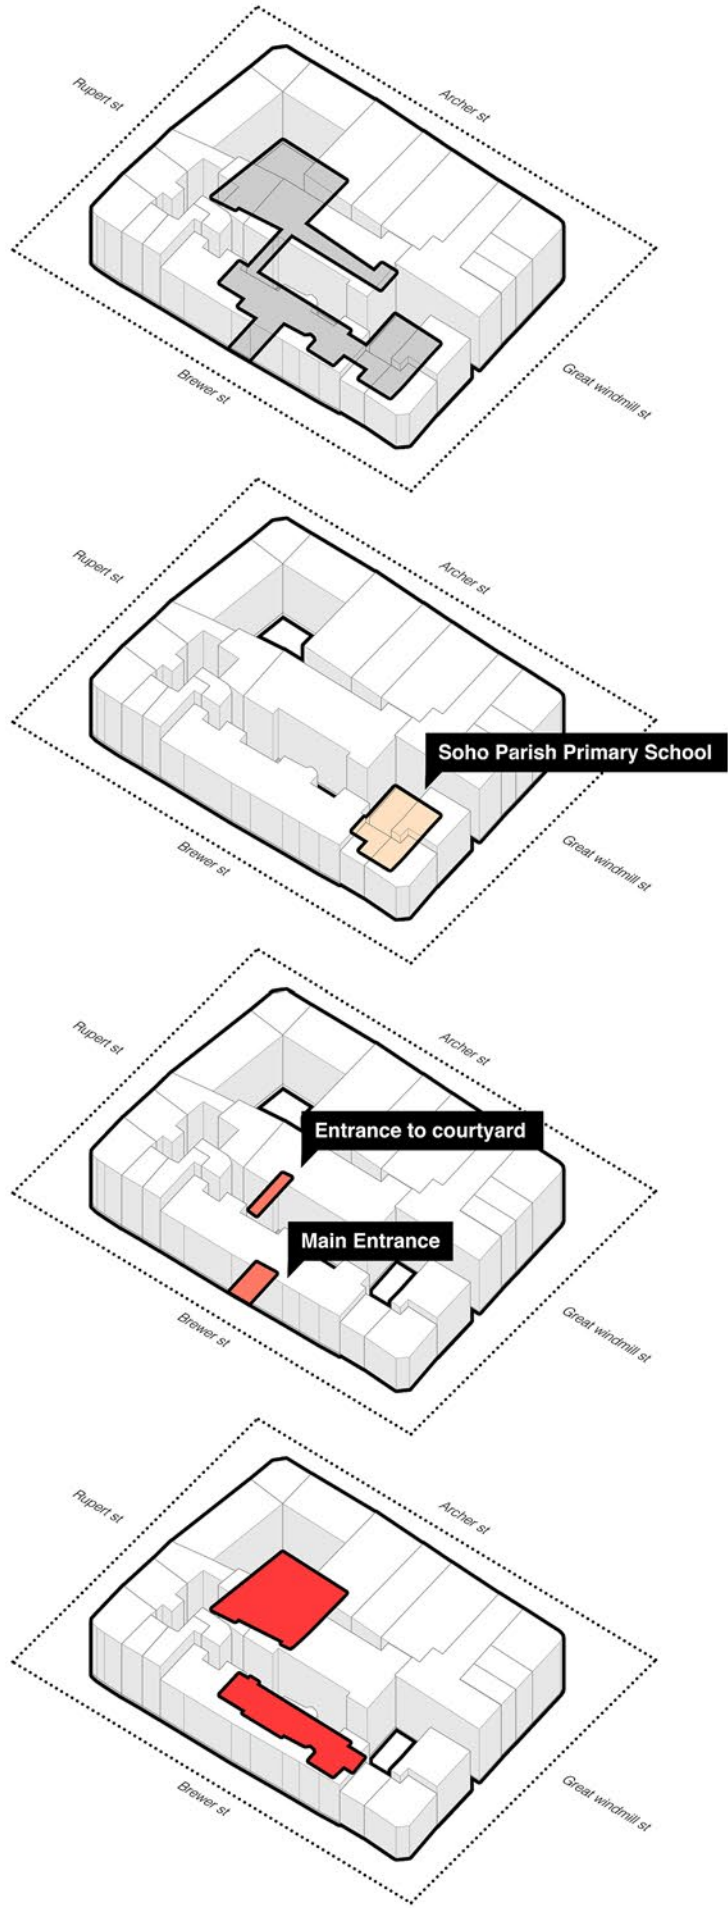 Rupert st
Archer st
Brewer st
Great windmill st
Rupert st
Archer st
Soho Parish Primary School
Brewer st
Great windmill st
Rupert st
Archer st
Entrance to courtyard
Main Entrance
Brewer st
Great windmill st
Rupert st
Archer st
Brewer st
Great windmill st